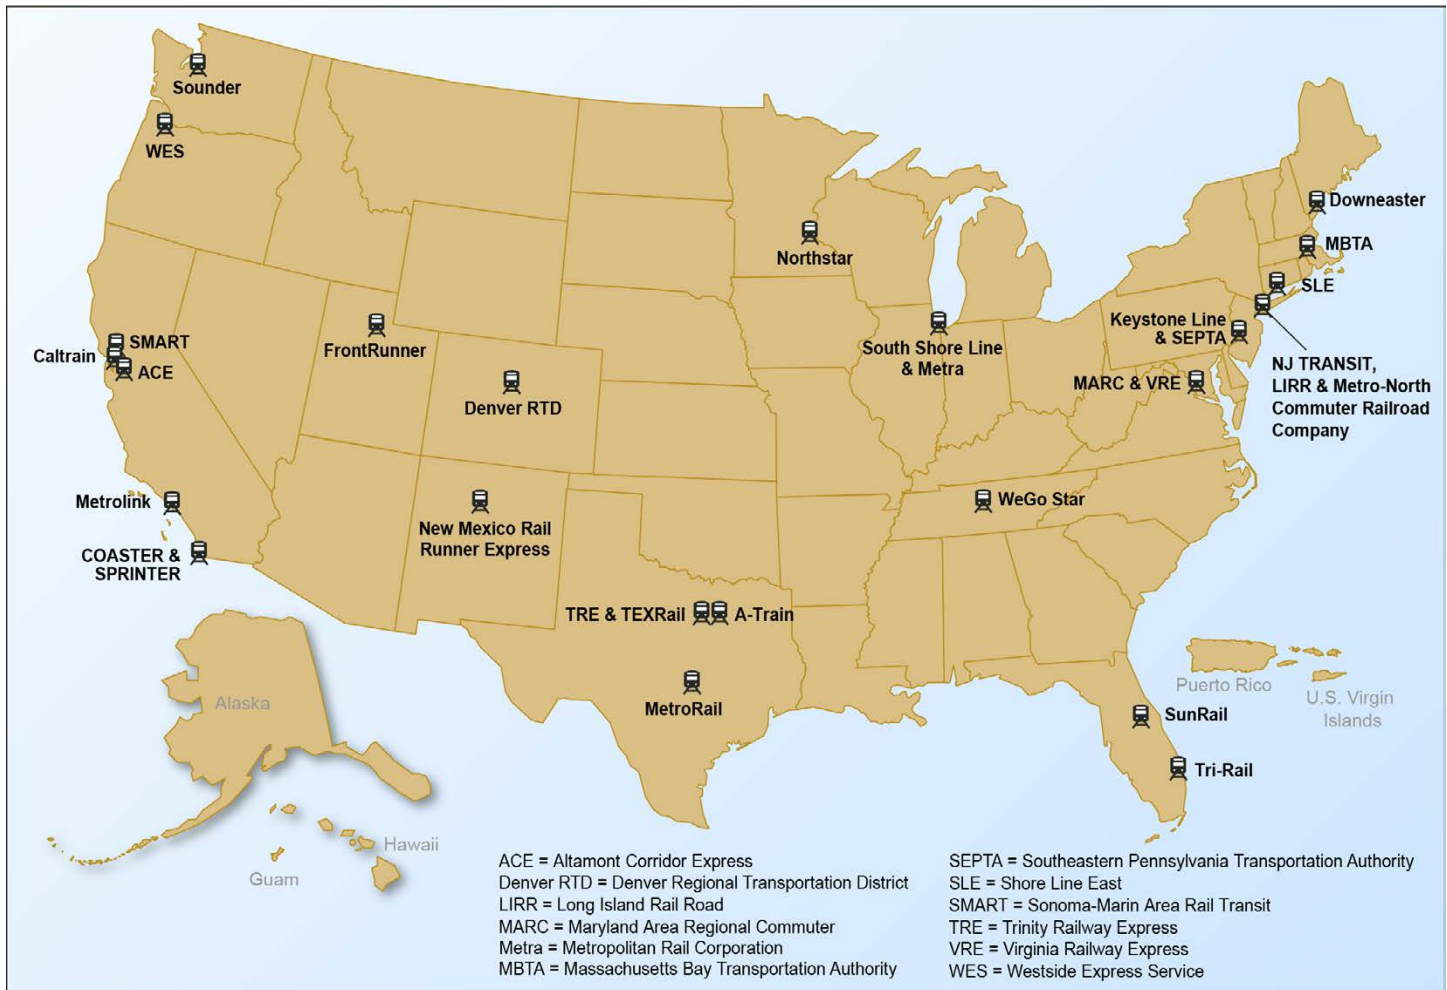 Sounder
WES
Downeaster
MBTA
Northstar
SLE
SMART
Caltrain
ACE
FrontRunner
South Shore Line
& Metra
Keystone Line
& SEPTA
NJ TRANSIT,
LIRR & Metro-North
Commuter Railroad
Company
MARC & VRE
Denver RTD
Metrolink
New Mexico Rail
Runner Express
WeGo Star
COASTER &
SPRINTER
TRE & TEXRail
A-Train
MetroRail
SunRail
Tri-Rail
Alaska
Hawaii
Guam
Puerto Rico
U.S. Virgin
Islands
ACE = Altamont Corridor Express
Denver RTD = Denver Regional Transportation District
LIRR = Long Island Rail Road
MARC = Maryland Area Regional Commuter
Metra = Metropolitan Rail Corporation
MBTA = Massachusetts Bay Transportation Authority
SEPTA = Southeastern Pennsylvania Transportation Authority
SLE = Shore Line East
SMART = Sonoma-Marin Area Rail Transit
TRE = Trinity Railway Express
VRE = Virginia Railway Express
WES = Westside Express Service